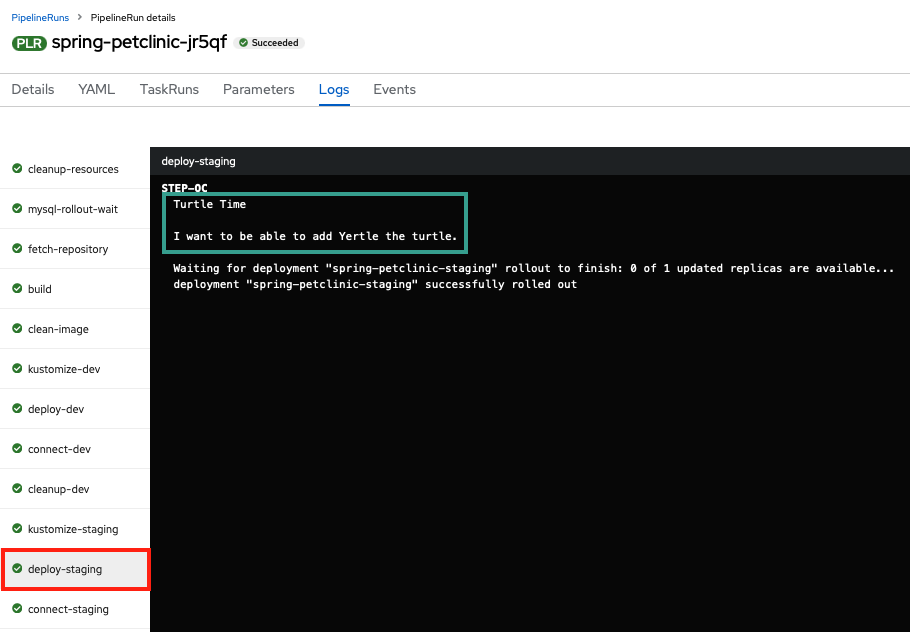 PipelineRuns > PipelineRun details
PLR spring-petclinic-jr5qf Succeeded
Details YAML TaskRuns Parameters Logs Events
cleanup-resources
mysql-rollout-wait
fetch-repository
build
clean-image
kustomize-dev
deploy-dev
connect-dev
cleanup-dev
kustomize-staging
deploy-staging
connect-staging
deploy-staging
STEP-OC
Turtle Time
I want to be able to add Yertle the turtle.
Waiting for deployment "spring-petclinic-staging" rollout to finish: 0 of 1 updated replicas are available...
deployment "spring-petclinic-staging" successfully rolled out